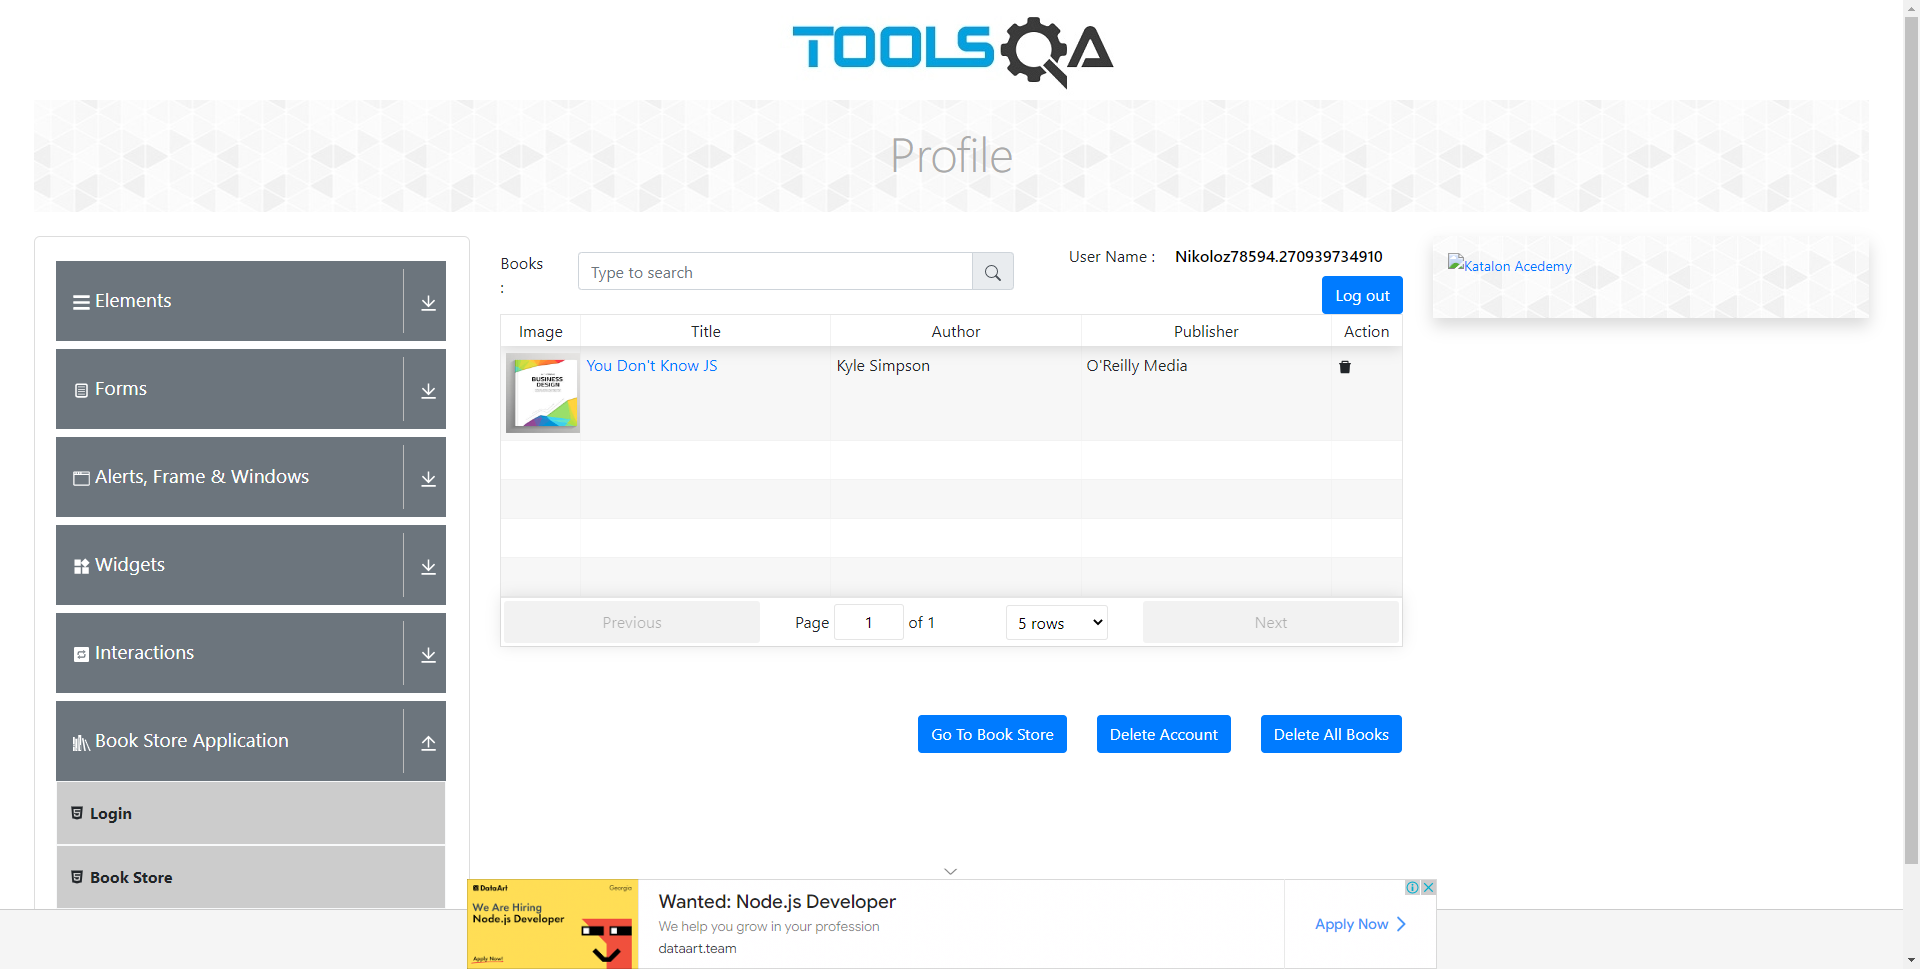 TOOLSQA
Profile
Elements
Forms
Alerts, Frame & Windows
Widgets
Interactions
Book Store Application
Login
Book Store
Books
:
Type to search
User Name :
Nikoloz78594.270939734910
Log out
Image Title Author Publisher Action
BUSINESS
DESIGN
You Don't Know JS Kyle Simpson O'Reilly Media
Previous Page 1 of 1 5 rows Next
Go To Book Store Delete Account Delete All Books
Katalon Acedemy
DataArt Georgia
We Are Hiring
Node.js Developer
Apply Now!
Wanted: Node.js Developer
We help you grow in your profession
dataart.team
Apply Now